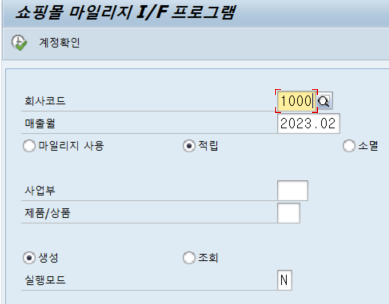 쇼핑몰 마일리지 I/F 프로그램
계정확인
회사코드 1000
매출월 2023.02
마일리지 사용 적립 소멸
사업부
제품/상품
생성 조회
실행모드 N